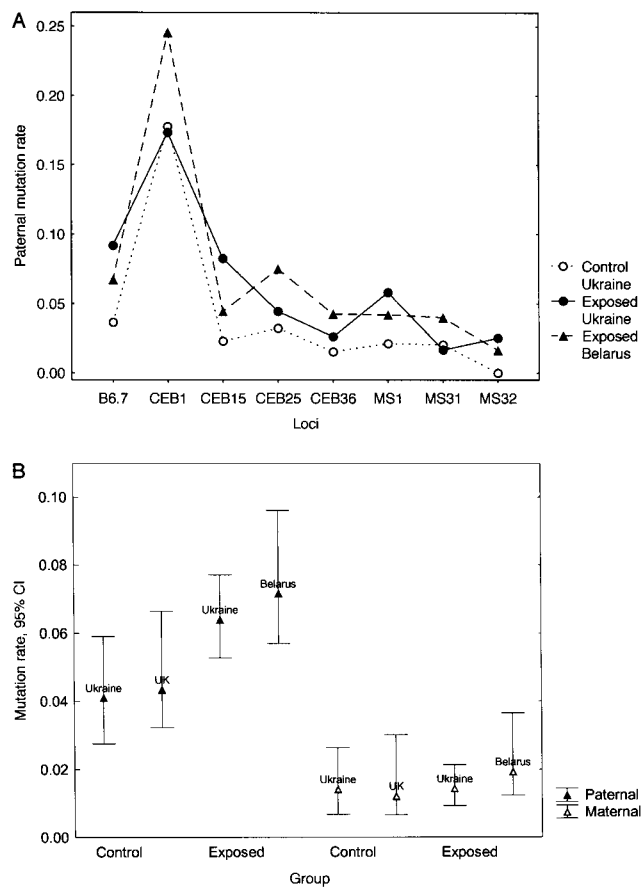 A
Paternal mutation rate
0.25
0.20
0.15
0.10
0.05
0.00
B6.7 CEB1 CEB15 CEB25 CEB36 MS1 MS31 MS32
Loci
Control
Ukraine
Exposed
Ukraine
Exposed
Belarus
B
Mutation rate, 95% CI
0.10
0.08
0.06
0.04
0.02
0.00
Ukraine
UK
Ukraine
Belarus
Ukraine
UK
Ukraine
Belarus
Control Exposed Control Exposed
Group
Paternal
Maternal